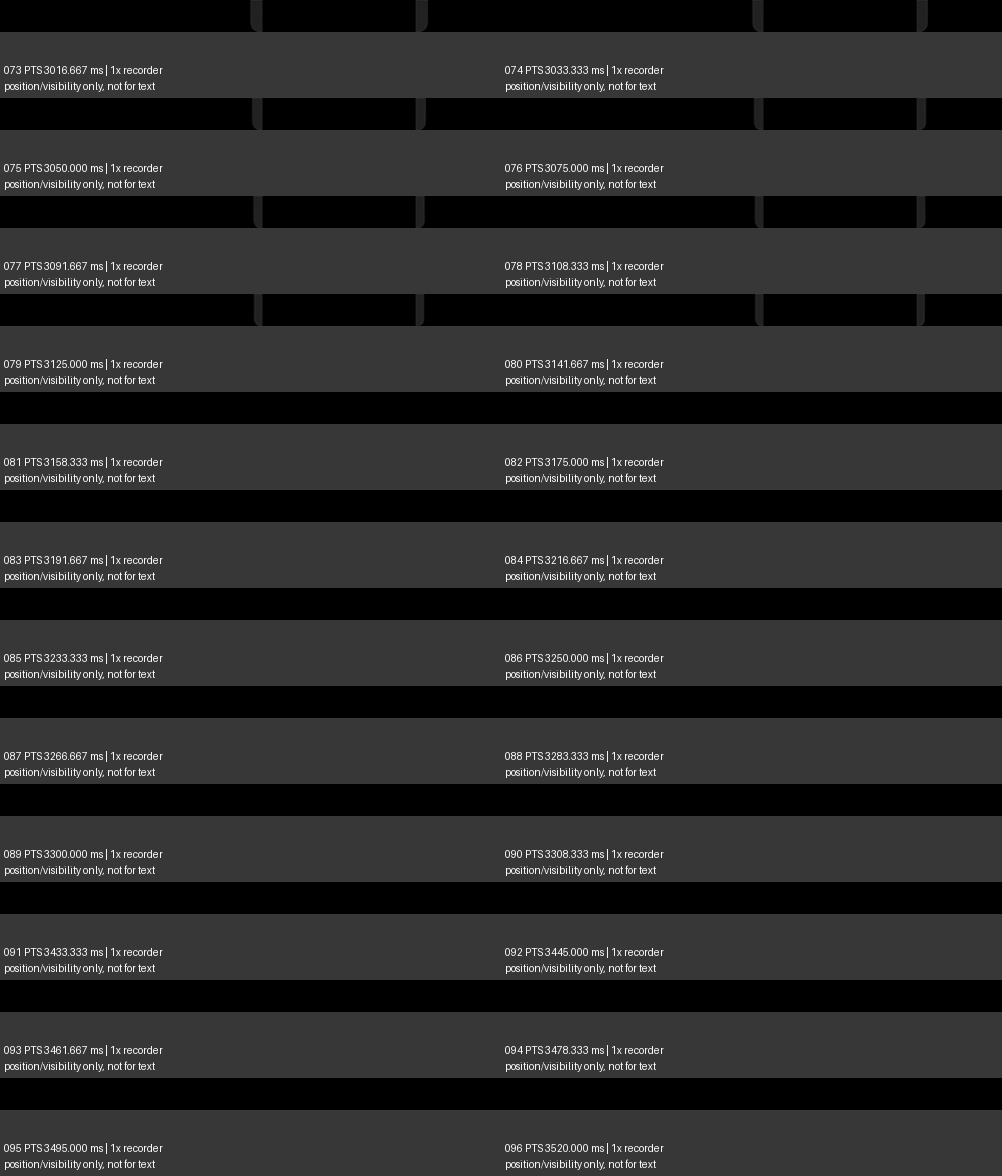 073 PTS 3016.667 ms | 1x recorder
position/visibility only, not for text
074 PTS 3033.333 ms | 1x recorder
position/visibility only, not for text
075 PTS 3050.000 ms | 1x recorder
position/visibility only, not for text
076 PTS 3075.000 ms | 1x recorder
position/visibility only, not for text
077 PTS 3091.667 ms | 1x recorder
position/visibility only, not for text
078 PTS 3108.333 ms | 1x recorder
position/visibility only, not for text
079 PTS 3125.000 ms | 1x recorder
position/visibility only, not for text
080 PTS 3141.667 ms | 1x recorder
position/visibility only, not for text
081 PTS 3158.333 ms | 1x recorder
position/visibility only, not for text
082 PTS 3175.000 ms | 1x recorder
position/visibility only, not for text
083 PTS 3191.667 ms | 1x recorder
position/visibility only, not for text
084 PTS 3216.667 ms | 1x recorder
position/visibility only, not for text
085 PTS 3233.333 ms | 1x recorder
position/visibility only, not for text
086 PTS 3250.000 ms | 1x recorder
position/visibility only, not for text
087 PTS 3266.667 ms | 1x recorder
position/visibility only, not for text
088 PTS 3283.333 ms | 1x recorder
position/visibility only, not for text
089 PTS 3300.000 ms | 1x recorder
position/visibility only, not for text
090 PTS 3308.333 ms | 1x recorder
position/visibility only, not for text
091 PTS 3433.333 ms | 1x recorder
position/visibility only, not for text
092 PTS 3445.000 ms | 1x recorder
position/visibility only, not for text
093 PTS 3461.667 ms | 1x recorder
position/visibility only, not for text
094 PTS 3478.333 ms | 1x recorder
position/visibility only, not for text
095 PTS 3495.000 ms | 1x recorder
position/visibility only, not for text
096 PTS 3520.000 ms | 1x recorder
position/visibility only, not for text